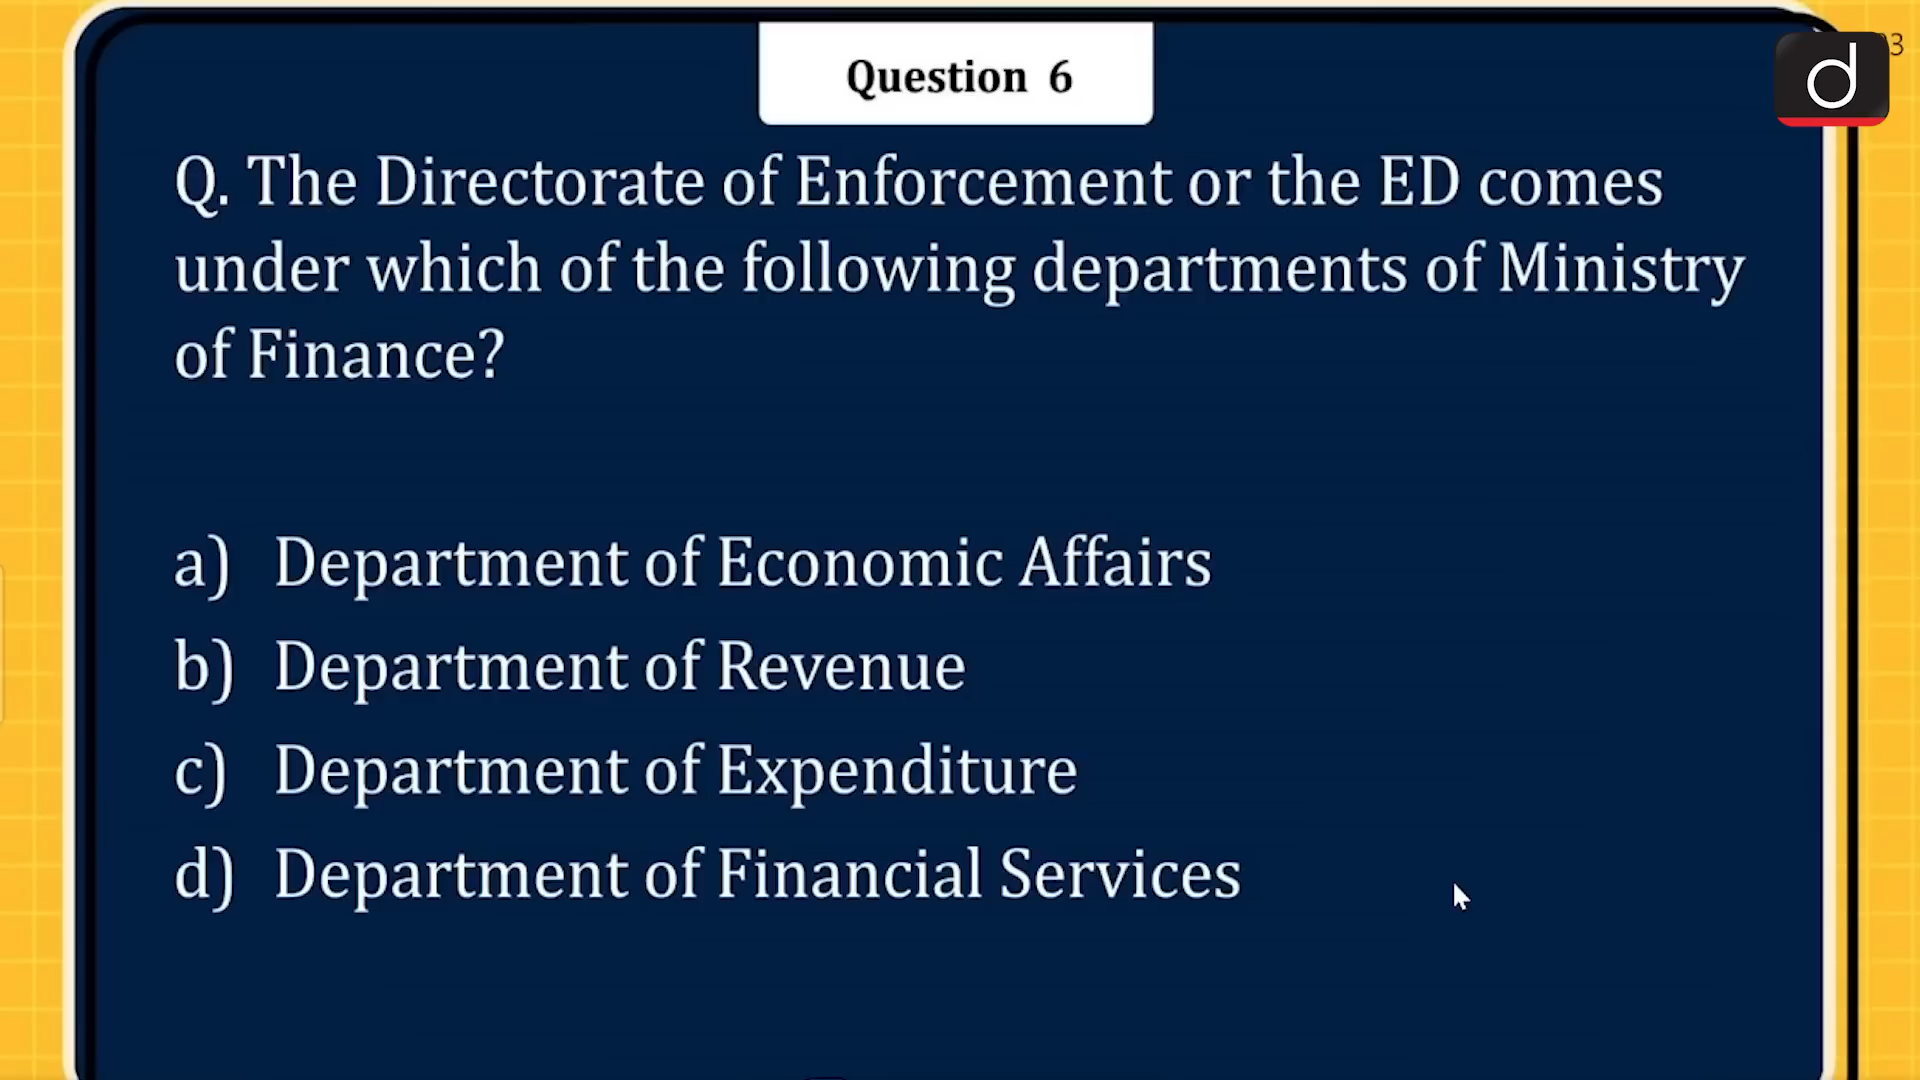 Question 6
Q. The Directorate of Enforcement or the ED comes
under which of the following departments of Ministry
of Finance?
a) Department of Economic Affairs
b) Department of Revenue
c) Department of Expenditure
d) Department of Financial Services
d